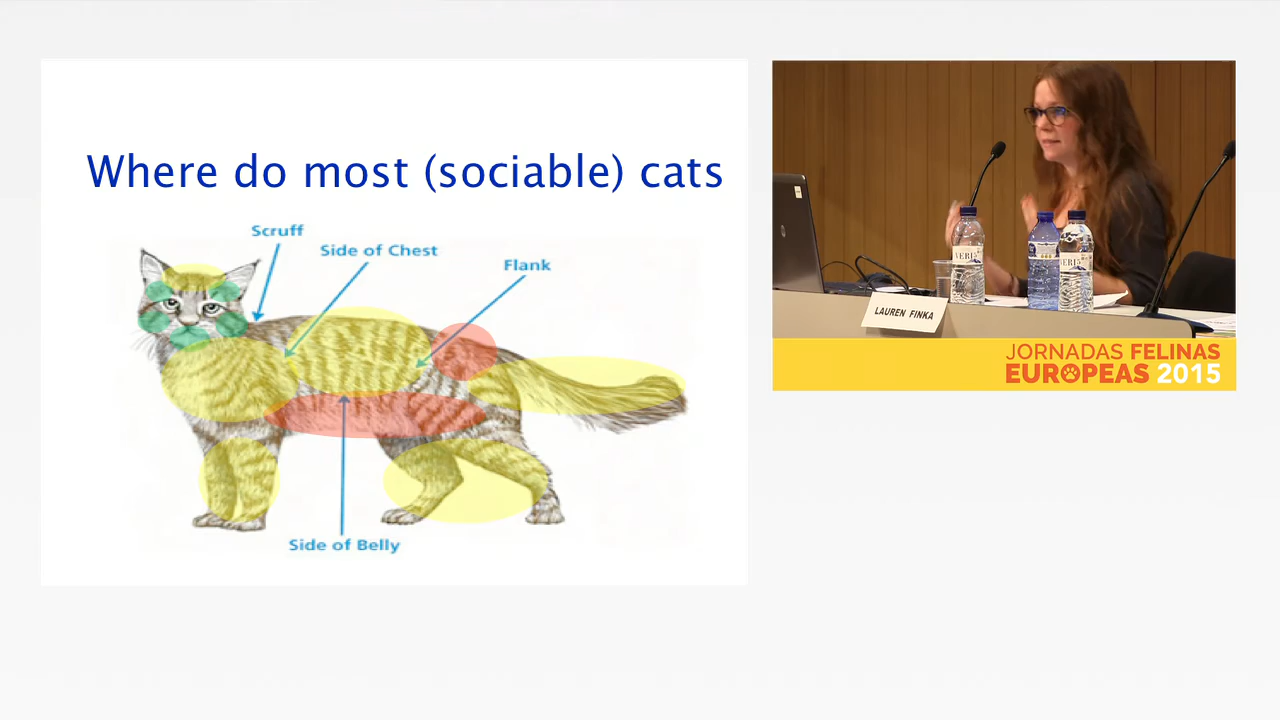 Where do most (sociable) cats
Scruff
Side of Chest
Flank
Side of Belly
LAUREN FINKA
JORNADAS FELINAS
EUROPEAS 2015